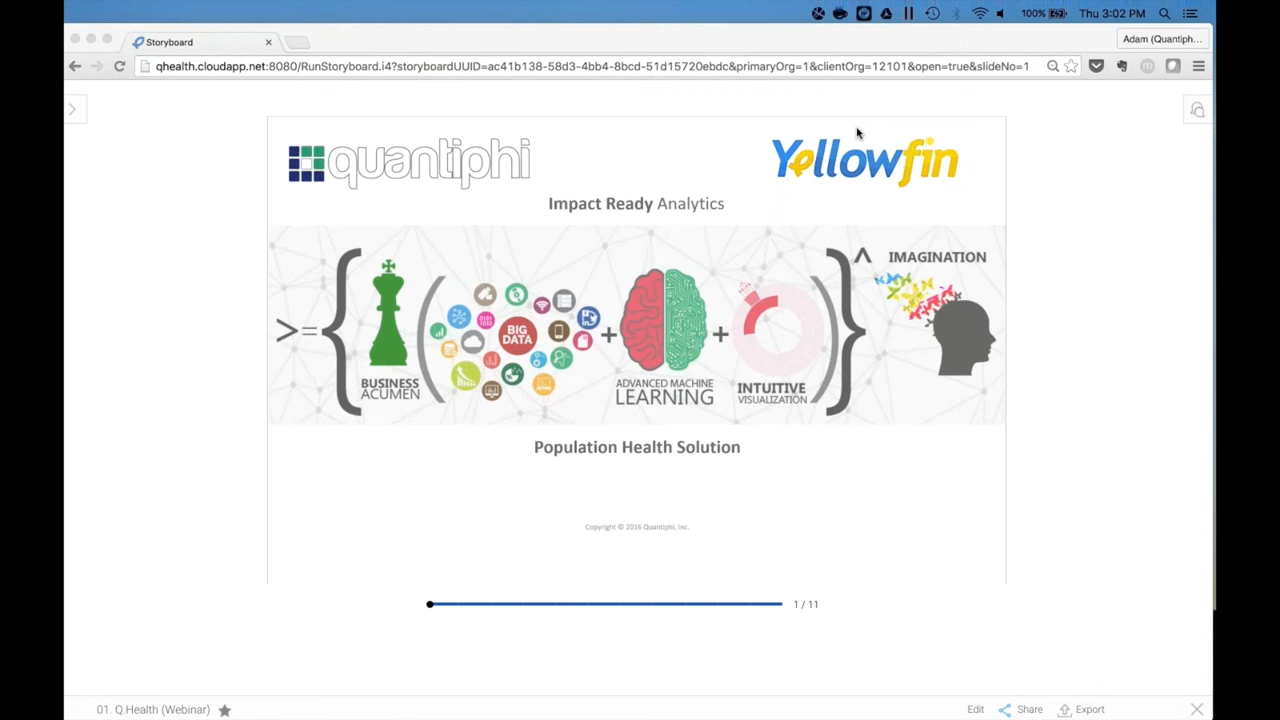 100%
Thu 3:02 PM
Storyboard
Adam (Quantiph...
qhealth.cloudapp.net:8080/RunStoryboard.i4?storyboardUUID=ac41b138-58d3-4bb4-8bcd-51d15720ebdc&primaryOrg=1&clientOrg=12101&open=true&slideNo=1
quantiphi
Yellowfin
Impact Ready Analytics
>= { BUSINESS ACUMEN ( BIG DATA + ADVANCED MACHINE LEARNING + INTUITIVE VISUALIZATION ) } ^ IMAGINATION
Population Health Solution
Copyright © 2016 Quantiphi, Inc.
1 / 11
01. Q.Health (Webinar)
Edit
Share
Export